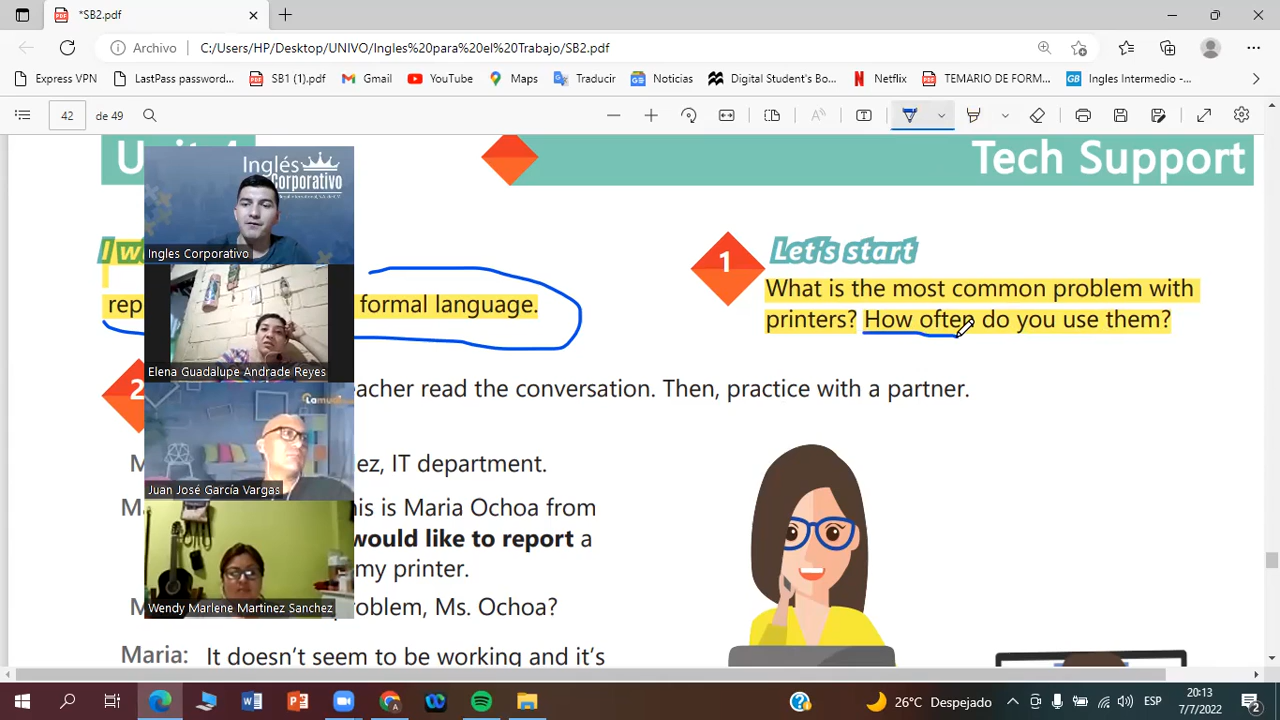 *SB2.pdf
Archivo
C:/Users/HP/Desktop/UNIVO/Ingles%20para%20el%20Trabajo/SB2.pdf
Express VPN
LastPass password...
SB1 (1).pdf
Gmail
YouTube
Maps
Traducir
Noticias
Digital Student's Bo...
Netflix
TEMARIO DE FORM...
Ingles Intermedio -...
42
de 49
Tech Support
Inglés
Corporativo
Ingles Corporativo
Elena Guadalupe Andrade Reyes
Lamud
Juan José García Vargas
Wendy Marlene Martinez Sanchez
I w
rep
formal language.
1
Let's start
What is the most common problem with
printers? How often do you use them?
2
eacher read the conversation. Then, practice with a partner.
ez, IT department.
his is Maria Ochoa from
would like to report a
my printer.
roblem, Ms. Ochoa?
Maria: It doesn't seem to be working and it's
26°C Despejado
ESP
20:13
7/7/2022
2